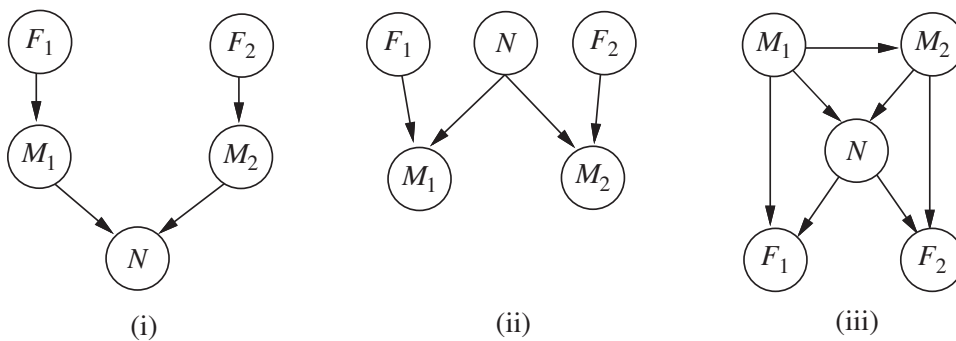 F1 F2 F1 N F2 M1 M2
M1 M2 M1 M2 N
N F1 F2
(i) (ii) (iii)